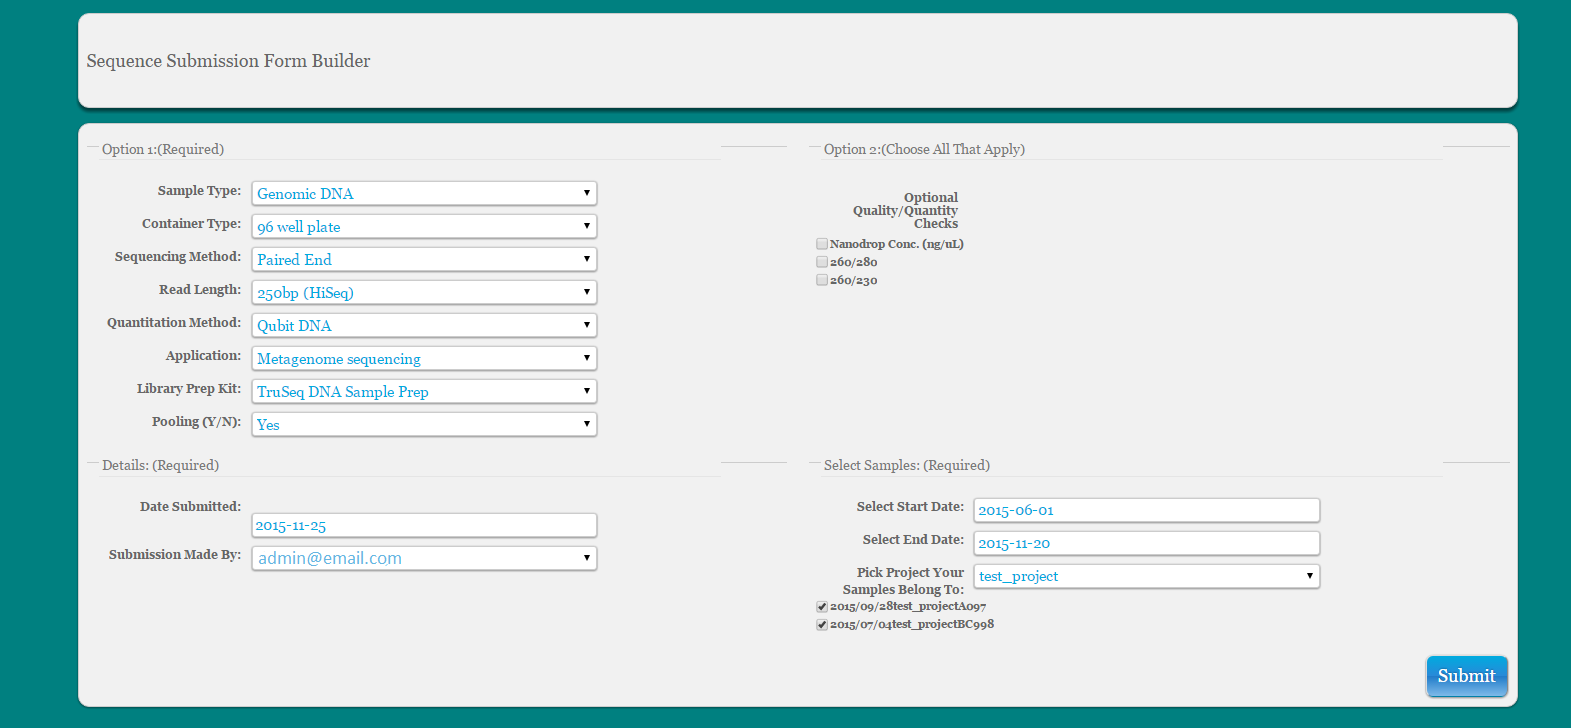 Sequence Submission Form Builder
Option 1:(Required)
Sample Type: Genomic DNA
Container Type: 96 well plate
Sequencing Method: Paired End
Read Length: 250bp (HiSeq)
Quantitation Method: Qubit DNA
Application: Metagenome sequencing
Library Prep Kit: TruSeq DNA Sample Prep
Pooling (Y/N): Yes
Option 2:(Choose All That Apply)
Optional
Quality/Quantity
Checks
Nanodrop Conc. (ng/uL)
260/280
260/230
Details: (Required)
Date Submitted:
2015-11-25
Submission Made By: admin@email.com
Select Samples: (Required)
Select Start Date: 2015-06-01
Select End Date: 2015-11-20
Pick Project Your
Samples Belong To:
test_project
2015/09/28test_projectA097
2015/07/04test_projectBC998
Submit